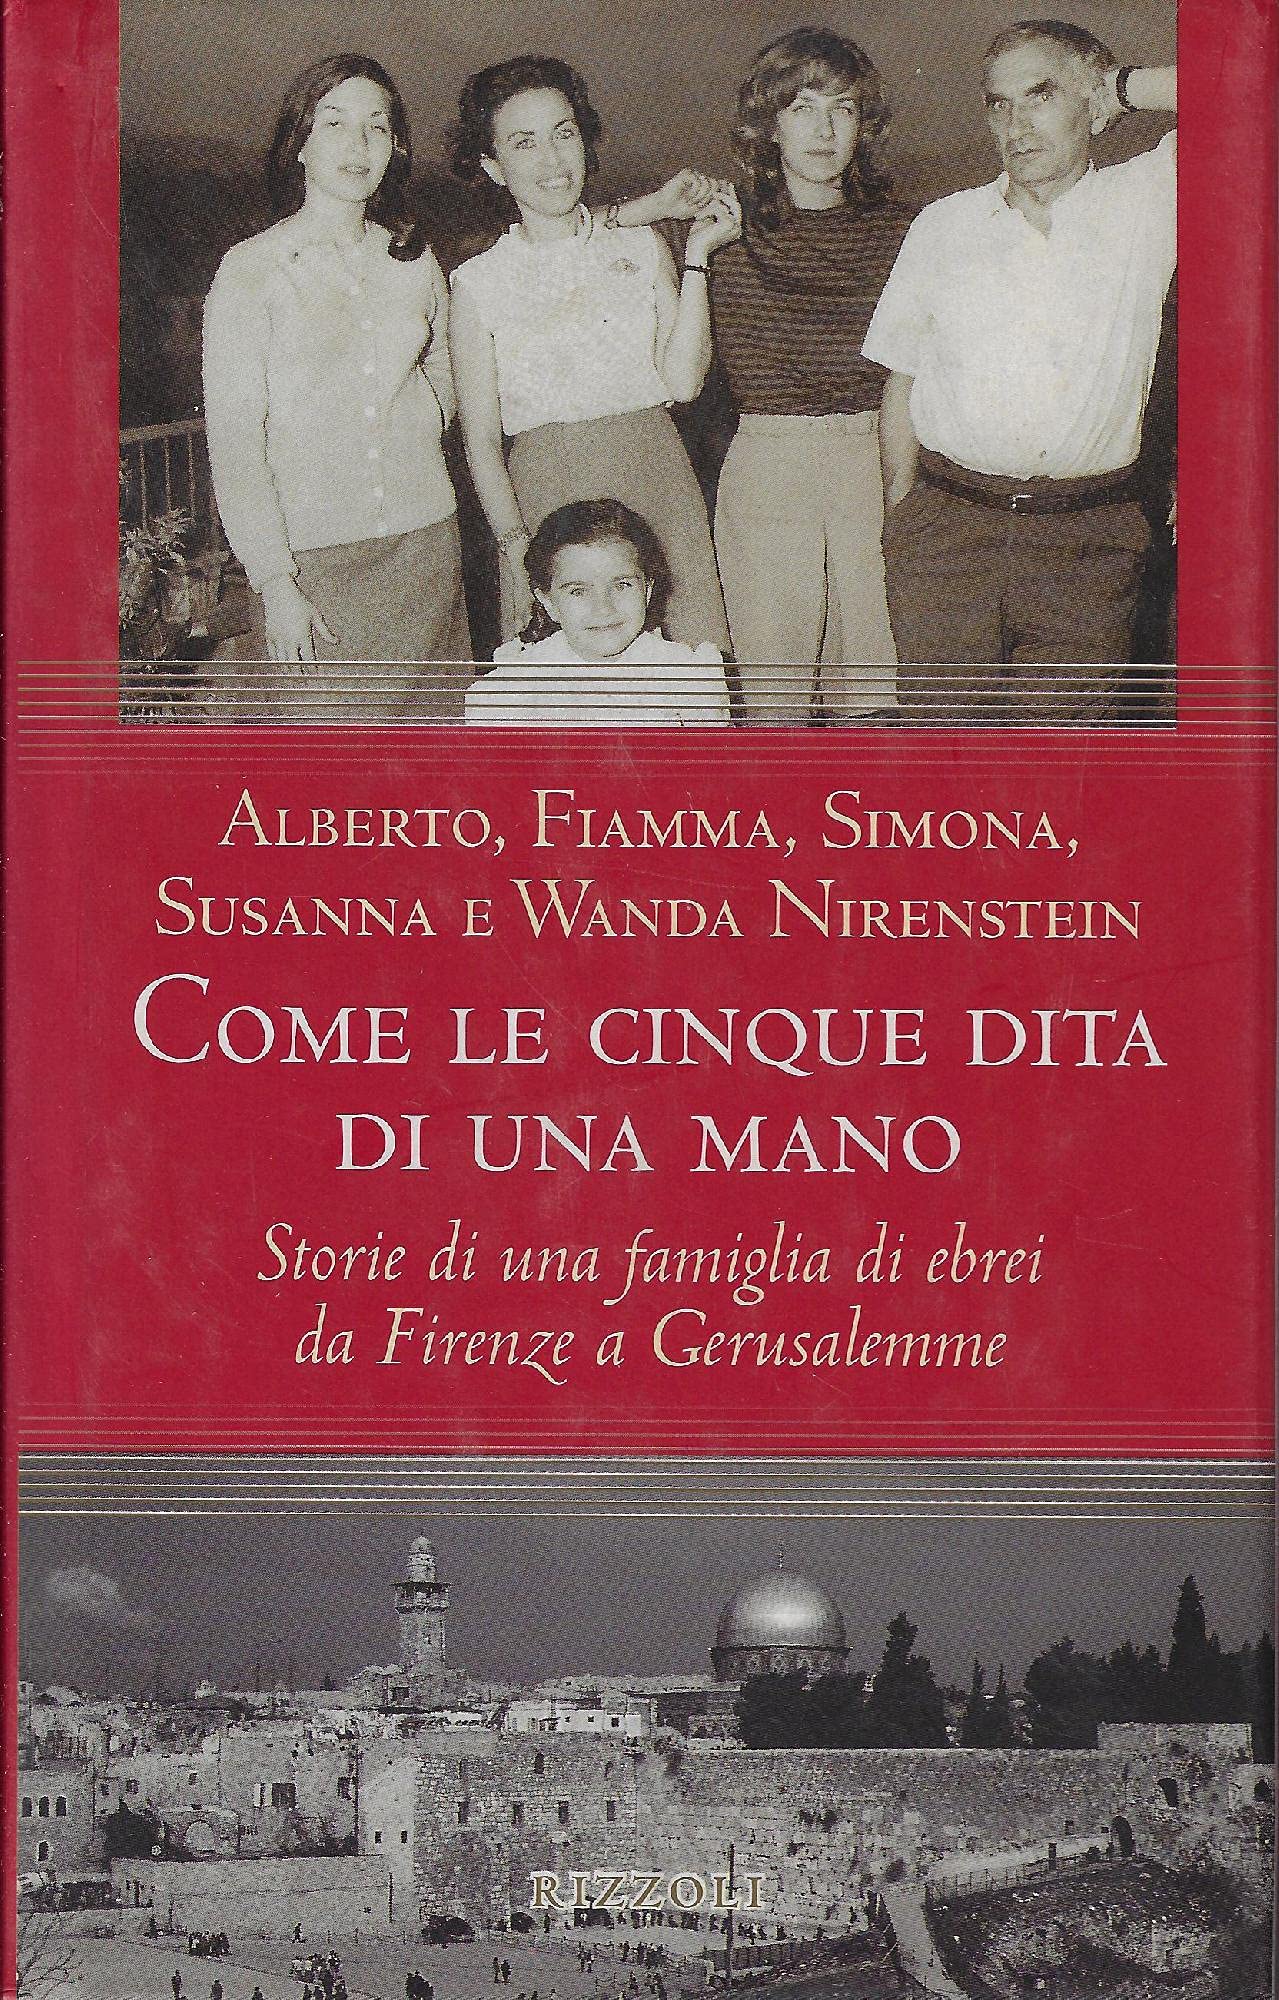 ALBERTO, FIAMMA, SIMONA,
SUSANNA E WANDA NIRENSTEIN
COME LE CINQUE DITA
DI UNA MANO
Storie di una famiglia di ebrei
da Firenze a Gerusalemme
RIZZOLI